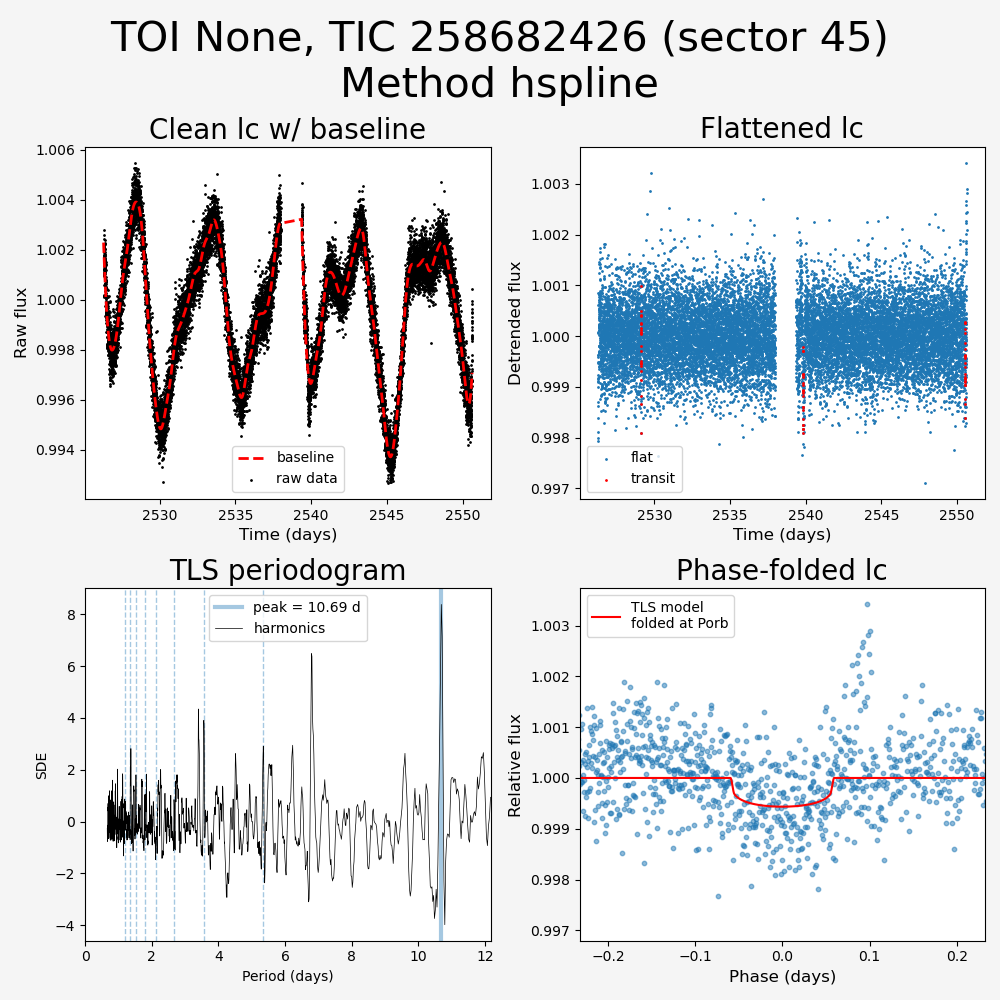 TOI None, TIC 258682426 (sector 45)
Method hspline
Clean lc w/ baseline
Raw flux
1.006
1.004
1.002
1.000
0.998
0.996
0.994
baseline
raw data
2530
2535
2540
2545
2550
Time (days)
Flattened lc
Detrended flux
1.003
1.002
1.001
1.000
0.999
0.998
0.997
flat
transit
2530
2535
2540
2545
2550
Time (days)
TLS periodogram
SDE
8
6
4
2
0
−2
−4
peak = 10.69 d
harmonics
0
2
4
6
8
10
12
Period (days)
Phase-folded lc
Relative flux
1.003
1.002
1.001
1.000
0.999
0.998
0.997
TLS model
folded at Porb
−0.2
−0.1
0.0
0.1
0.2
Phase (days)